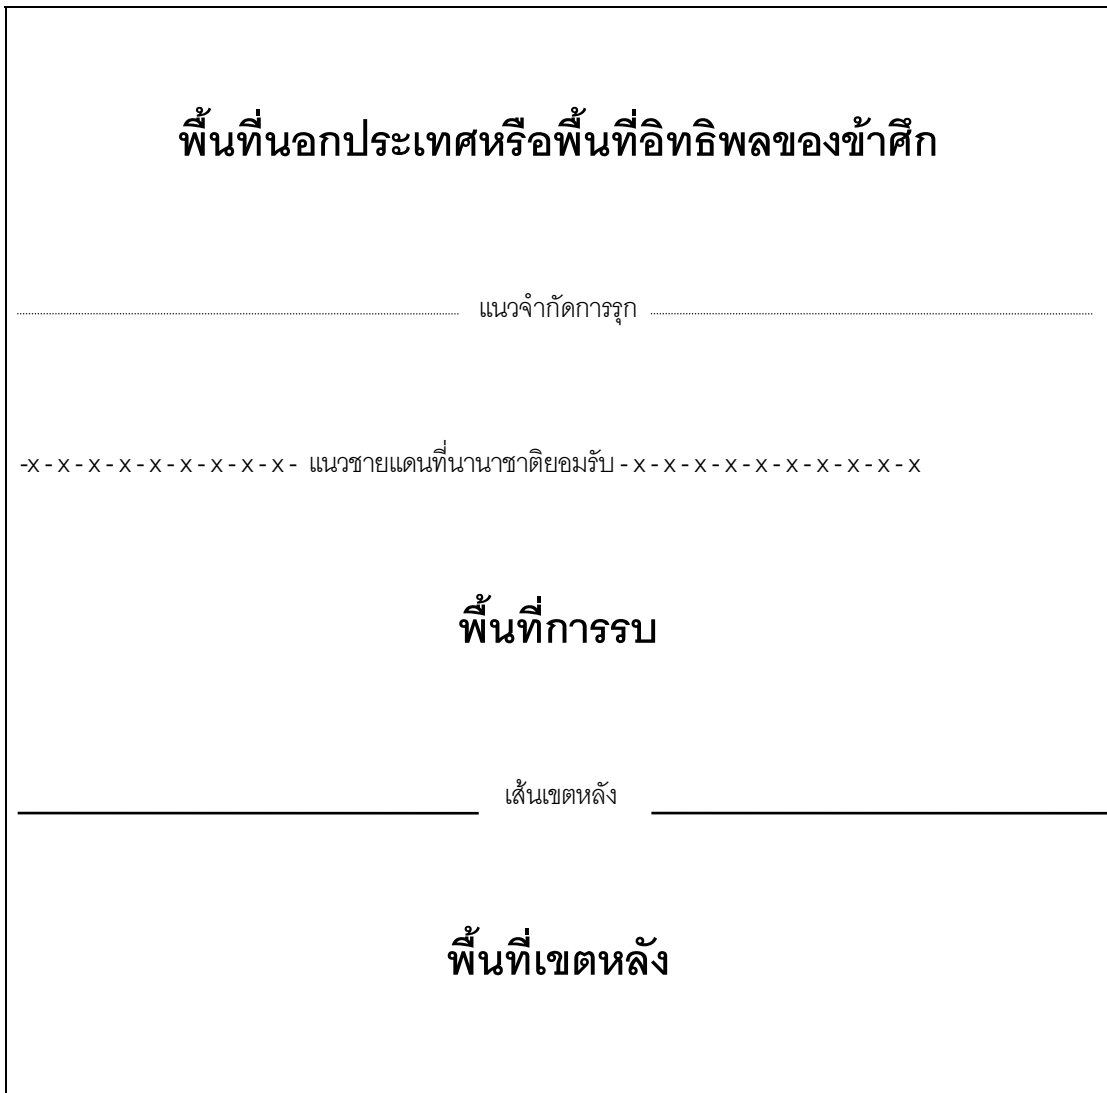 พื้นที่นอกประเทศหรือพื้นที่อิทธิพลของข้าศึก
แนวจำกัดการรุก
-x - x - x - x - x - x - x - x - x - แนวชายแดนที่นานาชาติยอมรับ - x - x - x - x - x - x - x - x - x - x
พื้นที่การรบ
เส้นเขตหลัง
พื้นที่เขตหลัง